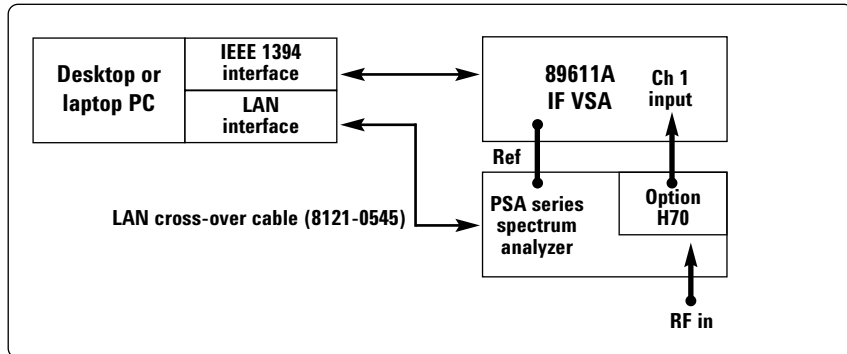 Desktop or
laptop PC
IEEE 1394
interface
LAN
interface
89611A
IF VSA
Ch 1
input
Ref
PSA series
spectrum
analyzer
Option
H70
LAN cross-over cable (8121-0545)
RF in